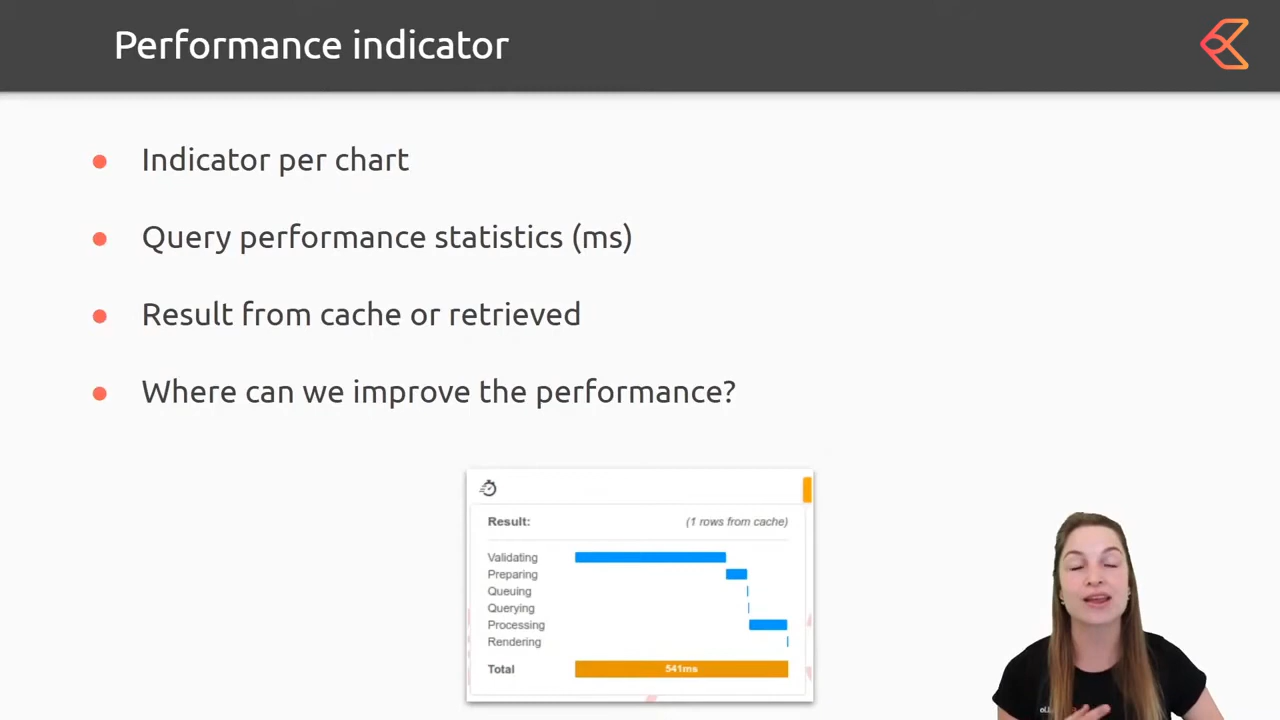 Performance indicator
Indicator per chart
Query performance statistics (ms)
Result from cache or retrieved
Where can we improve the performance?
Result: (1 rows from cache)
Validating
Preparing
Queuing
Querying
Processing
Rendering
Total 541ms